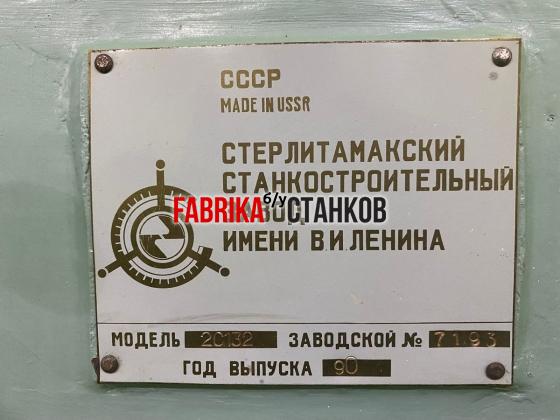 СССР
MADE IN USSR
СТЕРЛИТАМАКСКИЙ
СТАНКОСТРОИТЕЛЬНЫЙ
FABRIKA б/у СТАНКОВ
ИМЕНИ В.И.ЛЕНИНА
МОДЕЛЬ 2С132 ЗАВОДСКОЙ № 7193
ГОД ВЫПУСКА 90